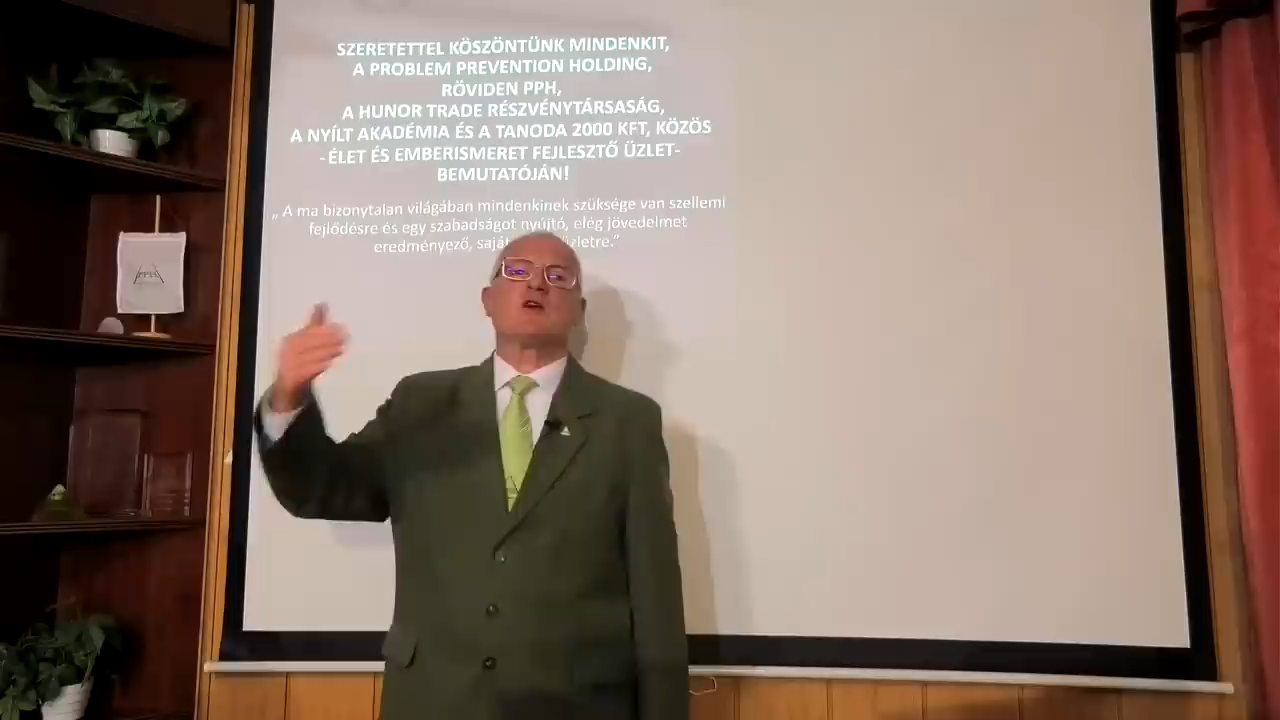 SZERETETTEL KÖSZÖNTÜNK MINDENKIT,
A PROBLEM PREVENTION HOLDING,
RÖVIDEN PPH,
A HUNOR TRADE RÉSZVÉNYTÁRSASÁG,
A NYÍLT AKADÉMIA ÉS A TANODA 2000 KFT, KÖZÖS
-ÉLET ÉS EMBERISMERET FEJLESZTŐ ÜZLET-
BEMUTATÓJÁN!
„ A ma bizonytalan világában mindenkinek szüksége van szellemi
fejlődésre és egy szabadságot nyújtó, elég jövedelmet
eredményező, üzletre.”